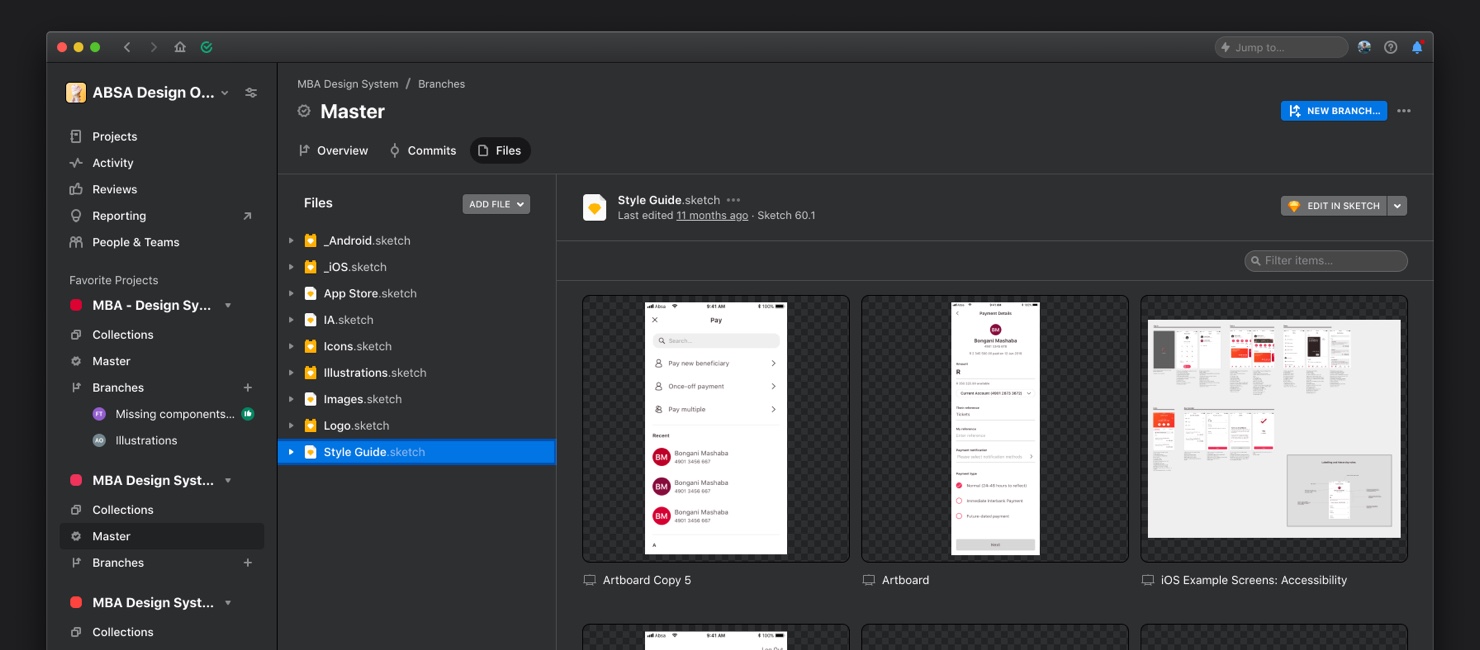 Jump to...
ABSA Design O...
Projects
Activity
Reviews
Reporting
People & Teams
Favorite Projects
MBA - Design Sy...
Collections
Master
Branches
FT Missing components...
AO Illustrations
MBA Design Syst...
Collections
Master
Branches
MBA Design Syst...
Collections
MBA Design System / Branches
Master
NEW BRANCH...
Overview Commits Files
Files
ADD FILE
_Android.sketch
_iOS.sketch
App Store.sketch
IA.sketch
Icons.sketch
Illustrations.sketch
Images.sketch
Logo.sketch
Style Guide.sketch
Style Guide.sketch
Last edited 11 months ago · Sketch 60.1
EDIT IN SKETCH
Filter items...
Absa 9:41 AM 100%
Pay
Search...
Pay new beneficiary
Once-off payment
Pay multiple
Recent
BM Bongani Mashaba
4901 3456 667
BM Bongani Mashaba
4901 3456 667
BM Bongani Mashaba
4901 3456 667
A
Artboard Copy 5
Absa 9:41 AM 100%
Payment Details
BM
Bongani Mashaba
Amount
R
Current Account
Their reference
My reference
Payment notification
Please select notification methods
Payment type
Immediate Interbank Payment
Future dated payment
Next
Artboard
iOS Example Screens: Accessibility
Absa 9:41 AM 100%
Log Out